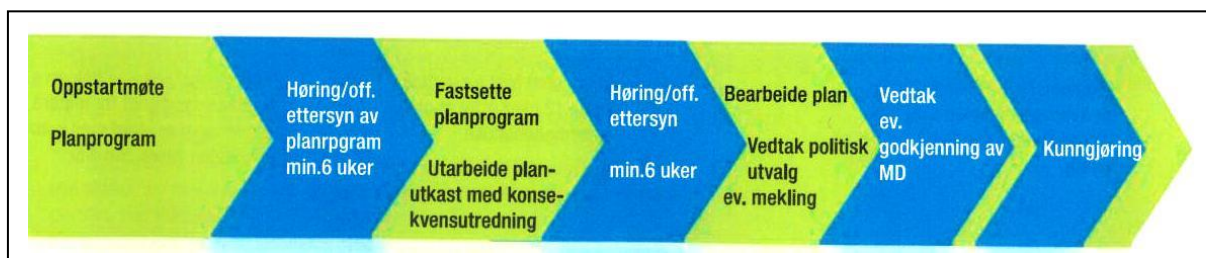 Oppstartmøte
Planprogram
Høring/off.
ettersyn av
planrpgram
min.6 uker
Fastsette
planprogram
Utarbeide plan-
utkast med konse-
kvensutredning
Høring/off.
ettersyn
min.6 uker
Bearbeide plan
Vedtak politisk
utvalg
ev. mekling
Vedtak
ev.
godkjenning av
MD
Kunngjøring